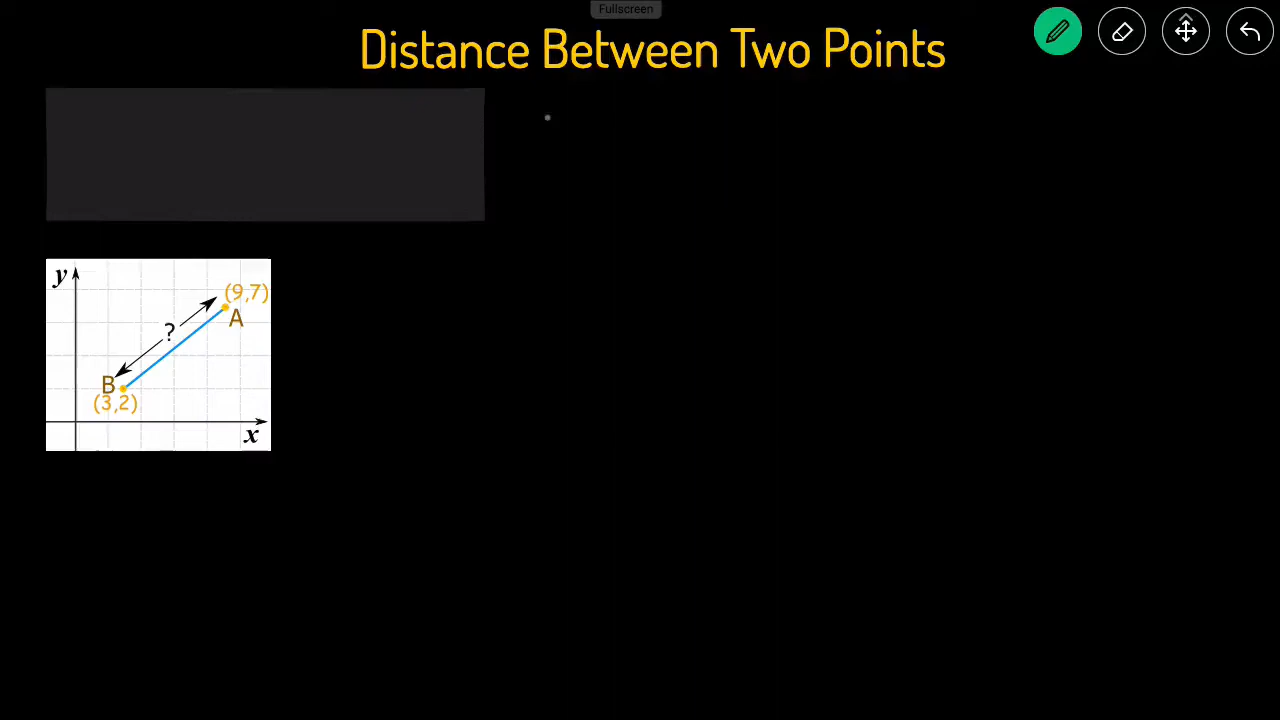 Fullscreen
Distance Between Two Points
y
(9,7)
A
?
B
(3,2)
x